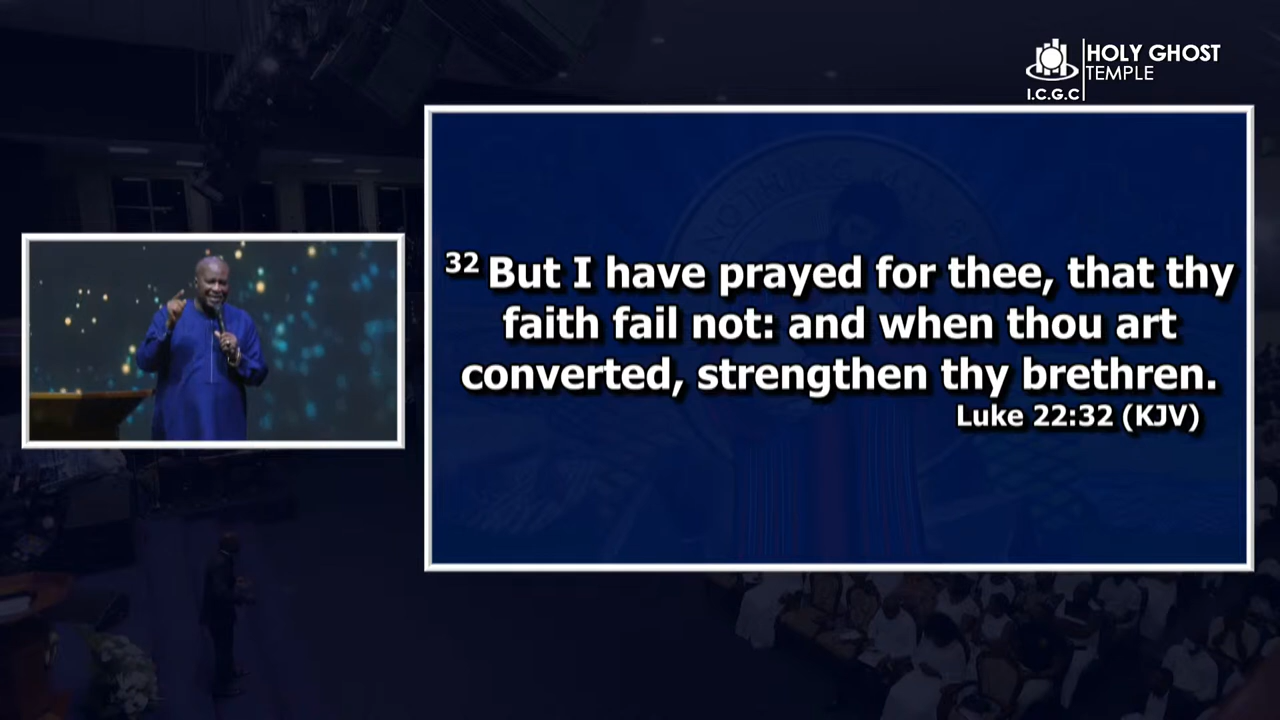 HOLY GHOST
TEMPLE
I.C.G.C
32 But I have prayed for thee, that thy
faith fail not: and when thou art
converted, strengthen thy brethren.
Luke 22:32 (KJV)